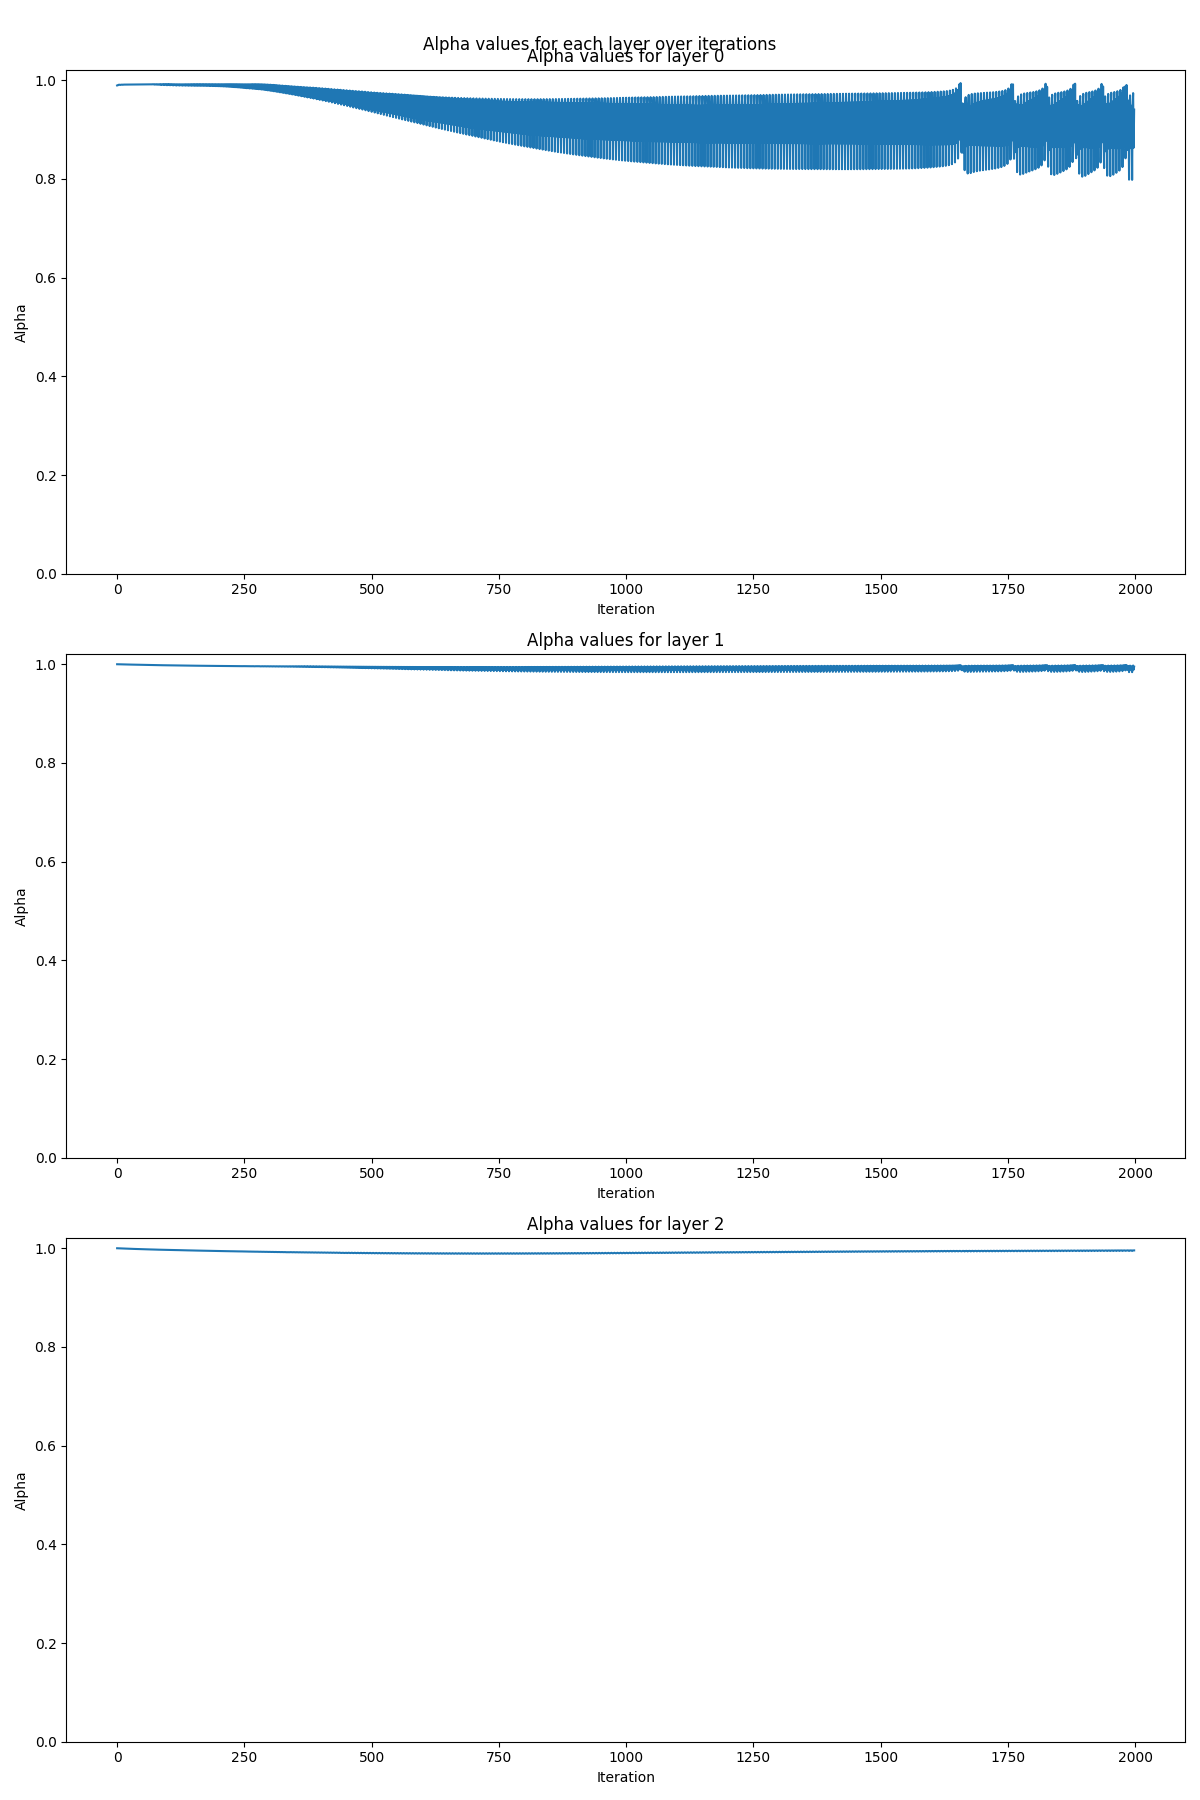 Alpha values for each layer over iterations
Alpha values for layer 0
1.0
0.8
0.6
0.4
0.2
0.0
Alpha
0 250 500 750 1000 1250 1500 1750 2000
Iteration
Alpha values for layer 1
1.0
0.8
0.6
0.4
0.2
0.0
Alpha
0 250 500 750 1000 1250 1500 1750 2000
Iteration
Alpha values for layer 2
1.0
0.8
0.6
0.4
0.2
0.0
Alpha
0 250 500 750 1000 1250 1500 1750 2000
Iteration